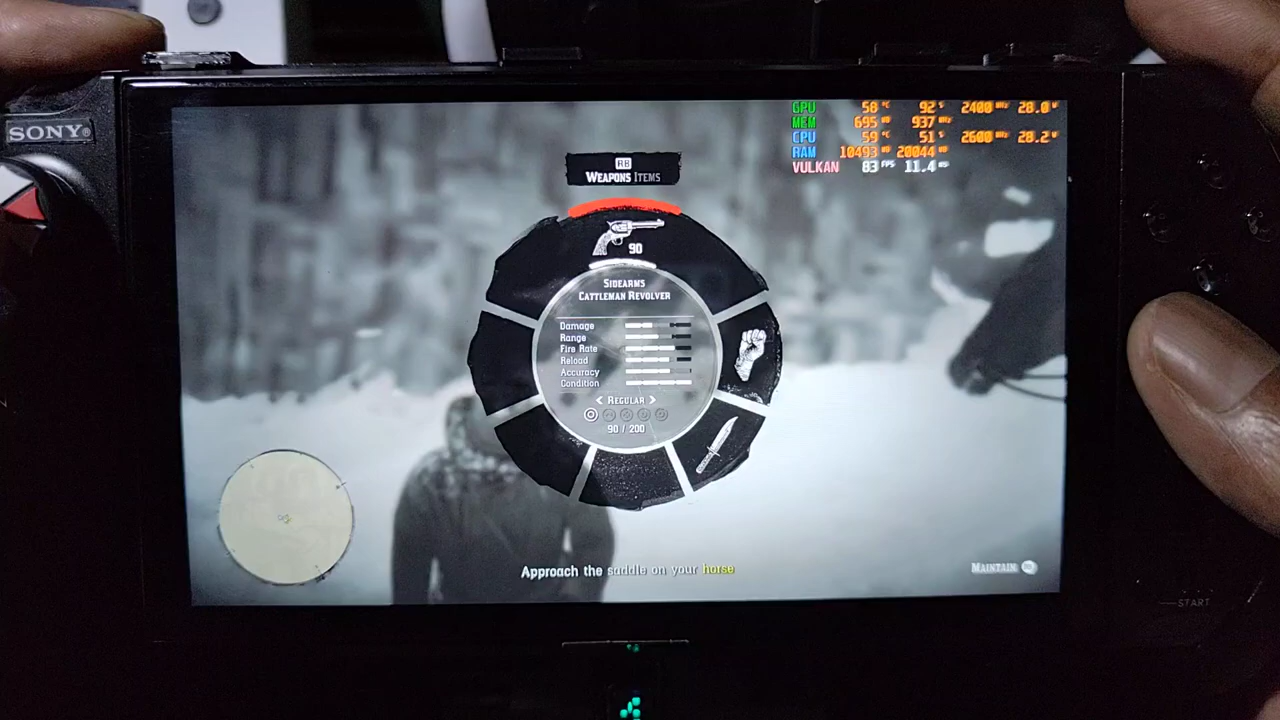 SONY®
GPU 58 °C 92 % 2400 MHz 28.0 W
MEM 695 MB 937 MHz
CPU 59 °C 51 % 2600 MHz 28.2 W
RAM 10493 MB 20044 MB
VULKAN 83 FPS 11.4 ms
RB
WEAPONS ITEMS
90
SIDEARMS
CATTLEMAN REVOLVER
Damage
Range
Fire Rate
Reload
Accuracy
Condition
< REGULAR >
90 / 200
Approach the saddle on your horse
MAINTAIN
START